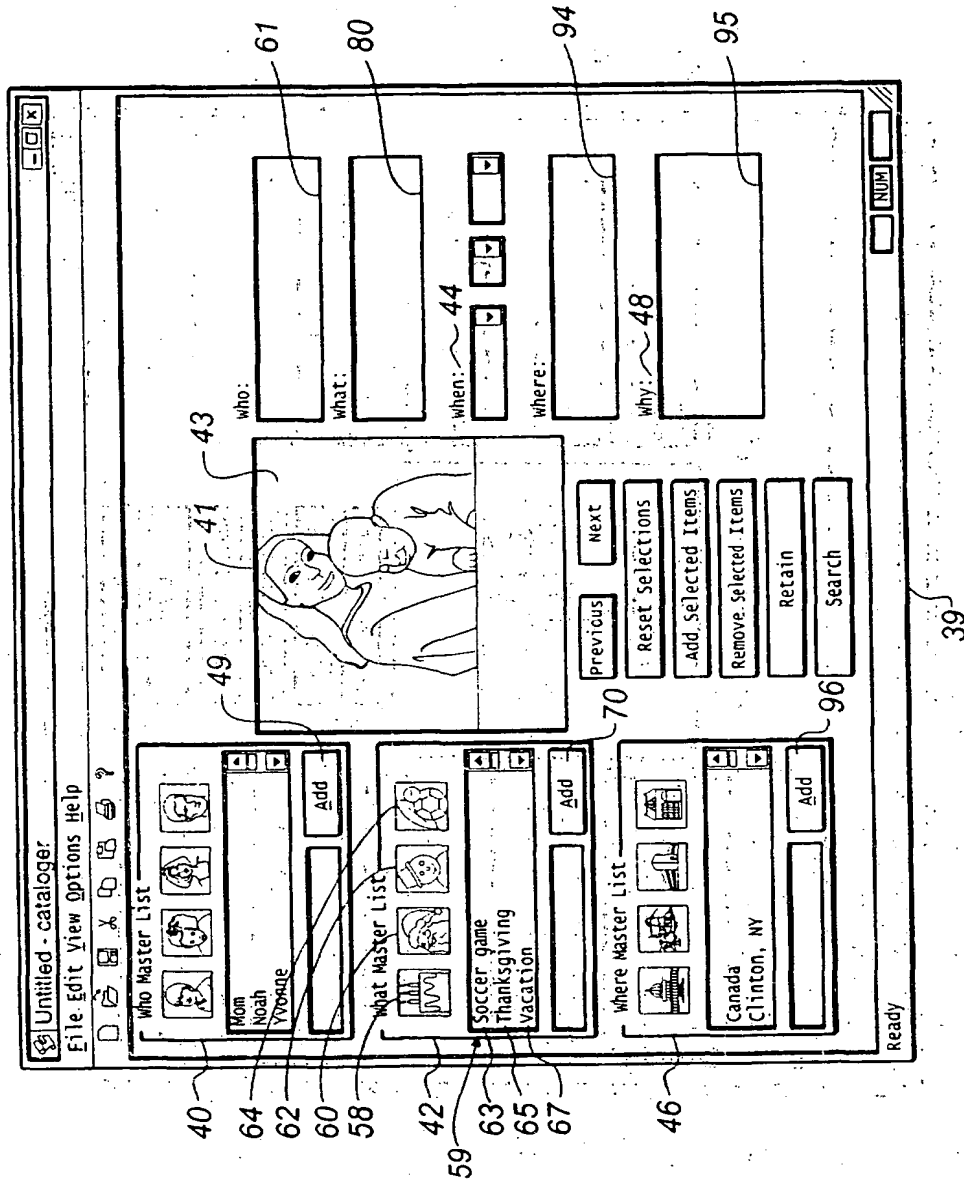 Untitled - cataloger
File Edit View Options Help
?
Who Master List
Mom
Noah
Yvonne
Add
What Master List
Soccer game
Thanksgiving
Vacation
Add
Where Master List
Canada
Clinton, NY
Add
Previous
Next
Reset Selections
Add Selected Items
Remove Selected Items
Retain
Search
Who:
What:
When:
Where:
Why:
Ready
NUM
40
64
62
60
58
42
59
63
65
67
46
49
70
96
41
43
44
48
61
80
94
95
39